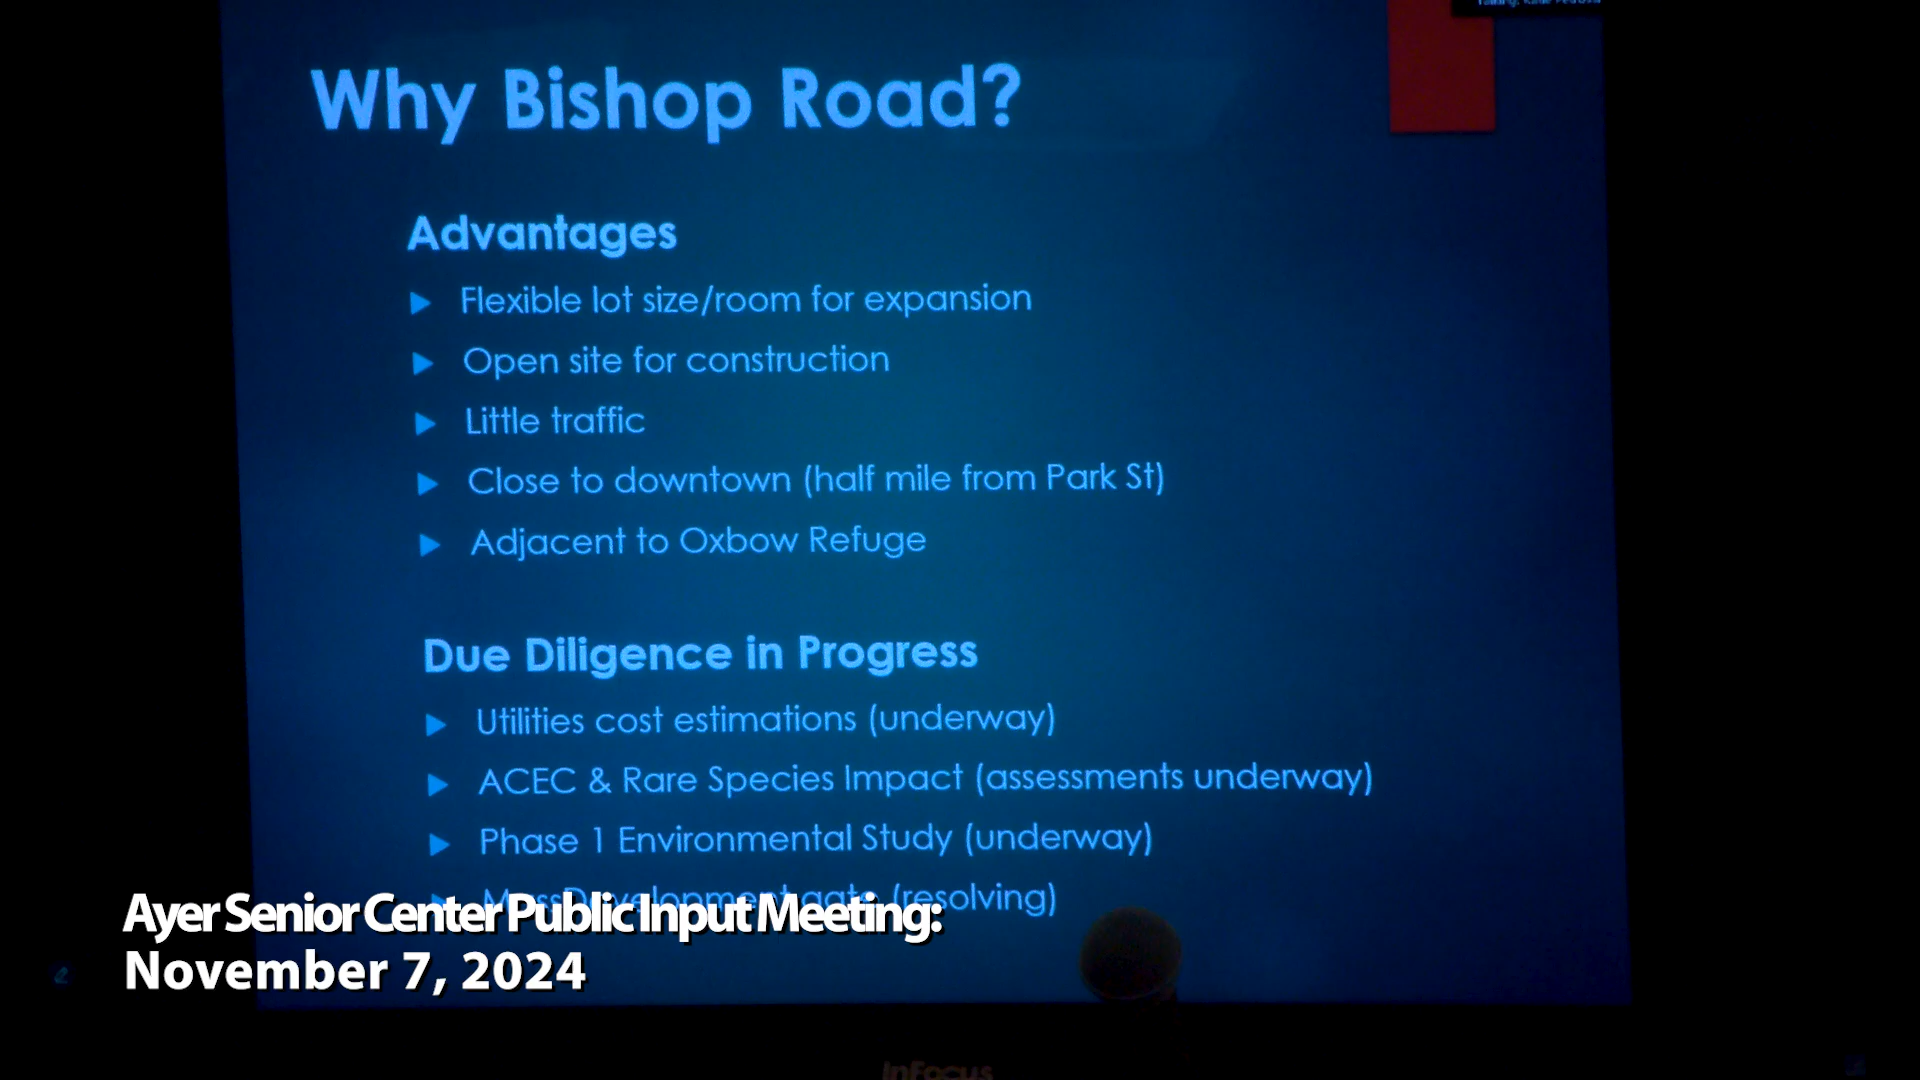 Why Bishop Road?
Advantages
Flexible lot size/room for expansion
Open site for construction
Little traffic
Close to downtown (half mile from Park St)
Adjacent to Oxbow Refuge
Due Diligence in Progress
Utilities cost estimations (underway)
ACEC & Rare Species Impact (assessments underway)
Phase 1 Environmental Study (underway)
MassDevelopment gate (resolving)
Ayer Senior Center Public Input Meeting:
November 7, 2024
InFocus